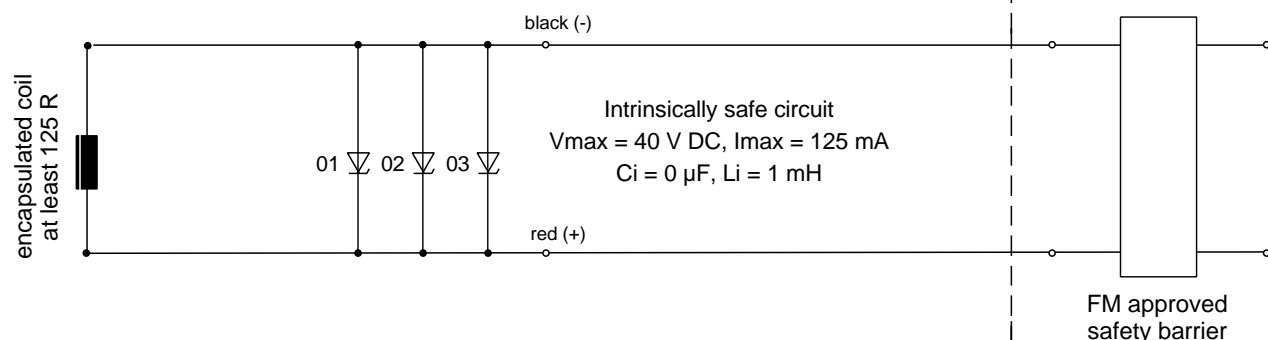 black (-)
encapsulated coil
at least 125 R
Intrinsically safe circuit
Vmax = 40 V DC, Imax = 125 mA
Ci = 0 µF, Li = 1 mH
01 02 03
red (+)
FM approved
safety barrier